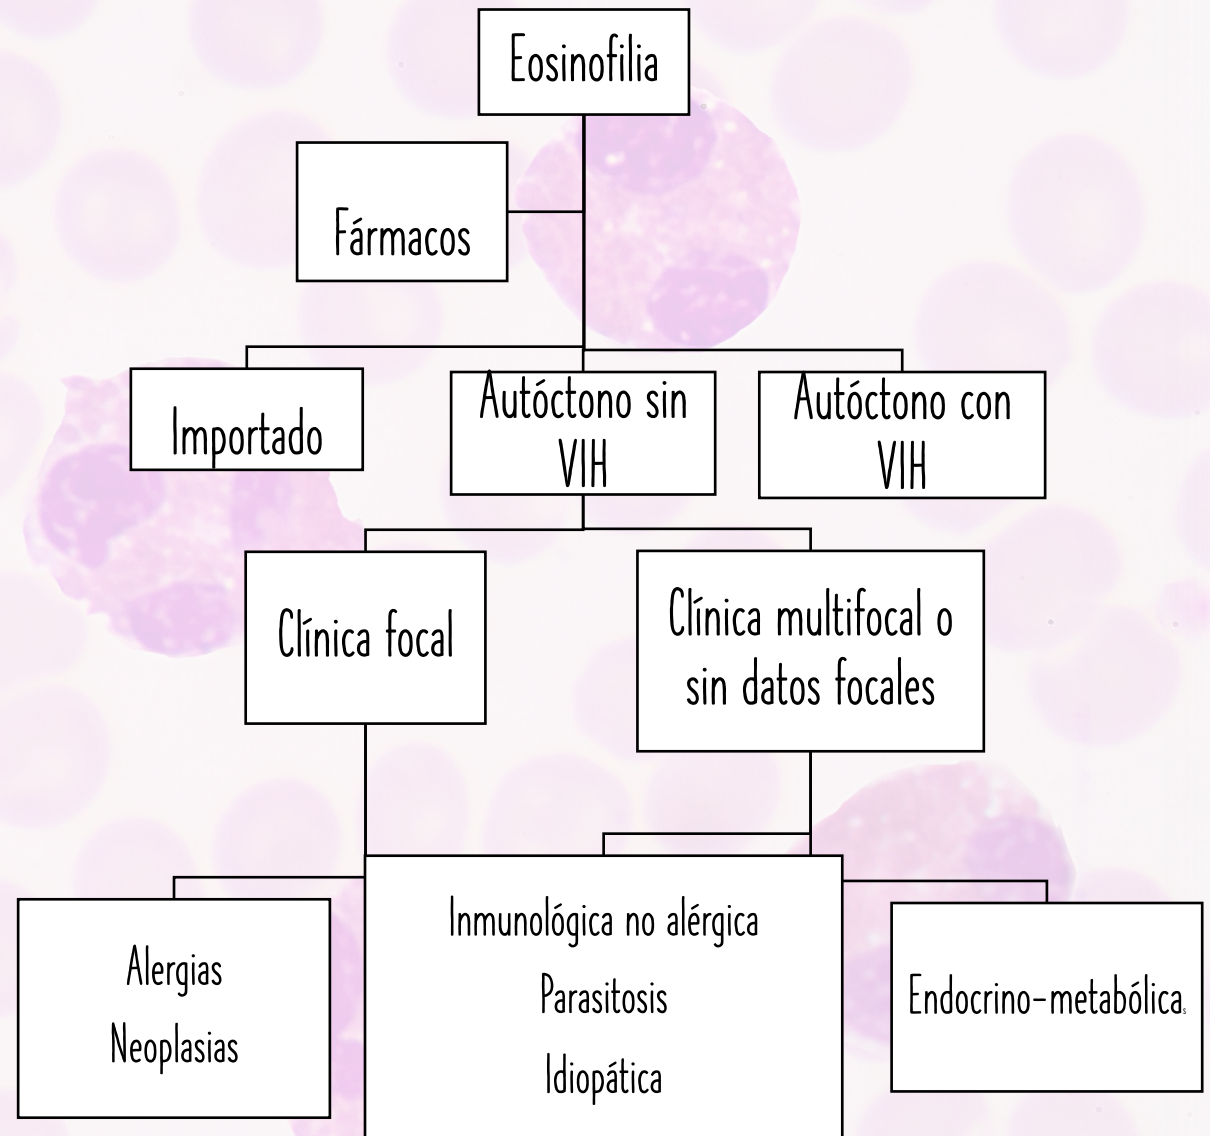 Eosinofilia
Fármacos
Importado
Autóctono sin
VIH
Autóctono con
VIH
Clínica focal
Clínica multifocal o
sin datos focales
Alergias
Neoplasias
Inmunológica no alérgica
Parasitosis
Idiopática
Endocrino-metabólicas